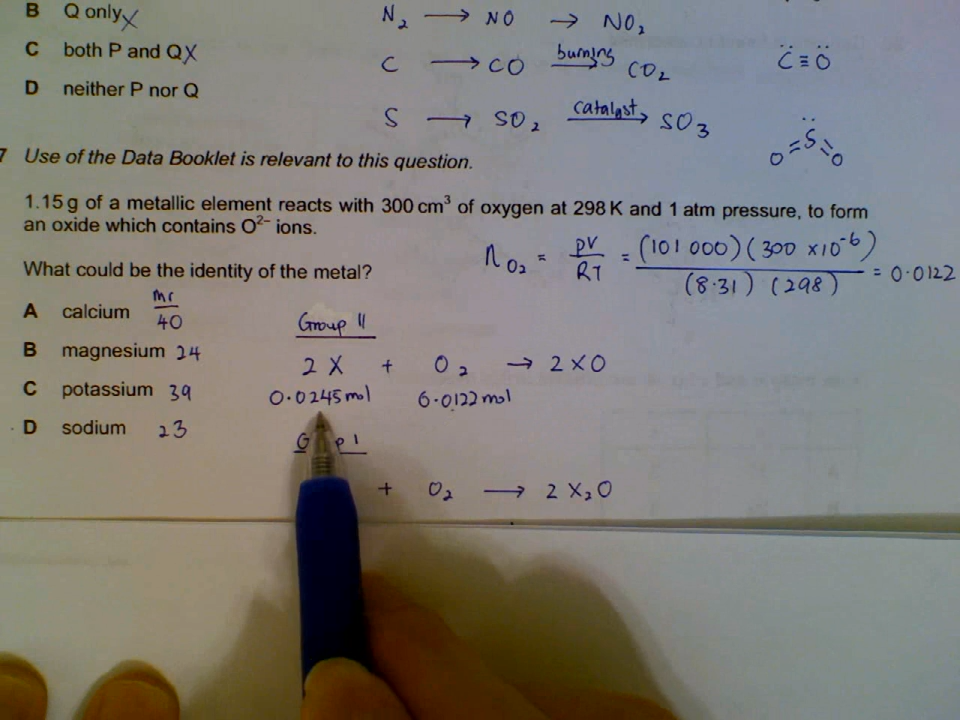 B Q only X
N₂ → NO → NO₂
C both P and Q X
C → CO burning → CO₂
C ≡ O
D neither P nor Q
S → SO₂ catalyst → SO₃
O = S = O
7 Use of the Data Booklet is relevant to this question.
1.15 g of a metallic element reacts with 300 cm³ of oxygen at 298 K and 1 atm pressure, to form
an oxide which contains O²⁻ ions.
n O₂ = pV / RT = (101 000)(300 ×10⁻⁶) / (8.31) (298) = 0.0122
What could be the identity of the metal?
Mr
A calcium 40
Group II
B magnesium 24
2 X + O₂ → 2 XO
C potassium 39
0.0245 mol 0.0122 mol
D sodium 23
+ O₂ → 2 X₂O